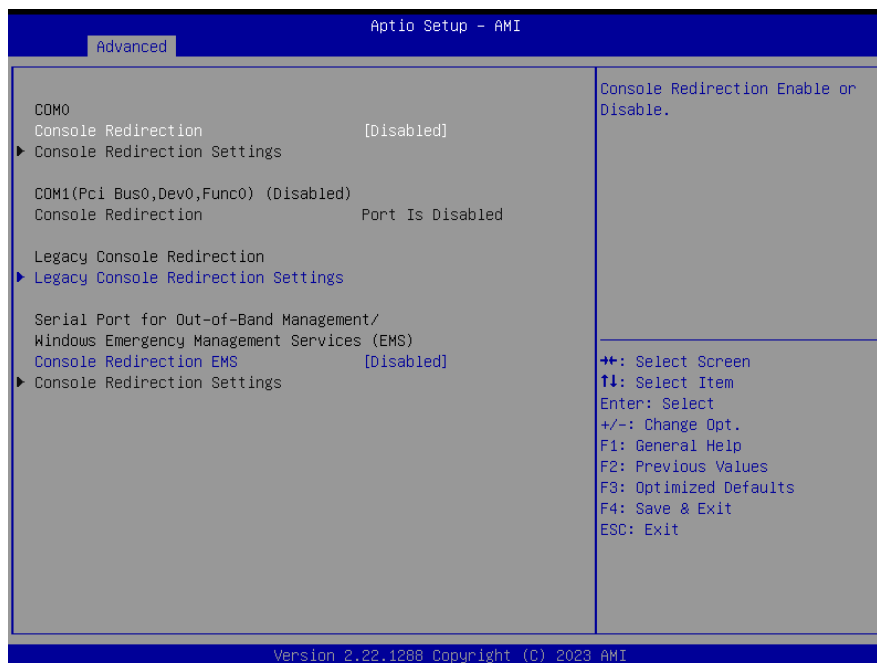 Aptio Setup – AMI
Advanced
COM0
Console Redirection [Disabled]
Console Redirection Settings
COM1(Pci Bus0,Dev0,Func0) (Disabled)
Console Redirection Port Is Disabled
Legacy Console Redirection
Legacy Console Redirection Settings
Serial Port for Out-of-Band Management/
Windows Emergency Management Services (EMS)
Console Redirection EMS [Disabled]
Console Redirection Settings
Console Redirection Enable or
Disable.
→←: Select Screen
↑↓: Select Item
Enter: Select
+/-: Change Opt.
F1: General Help
F2: Previous Values
F3: Optimized Defaults
F4: Save & Exit
ESC: Exit
Version 2.22.1288 Copyright (C) 2023 AMI